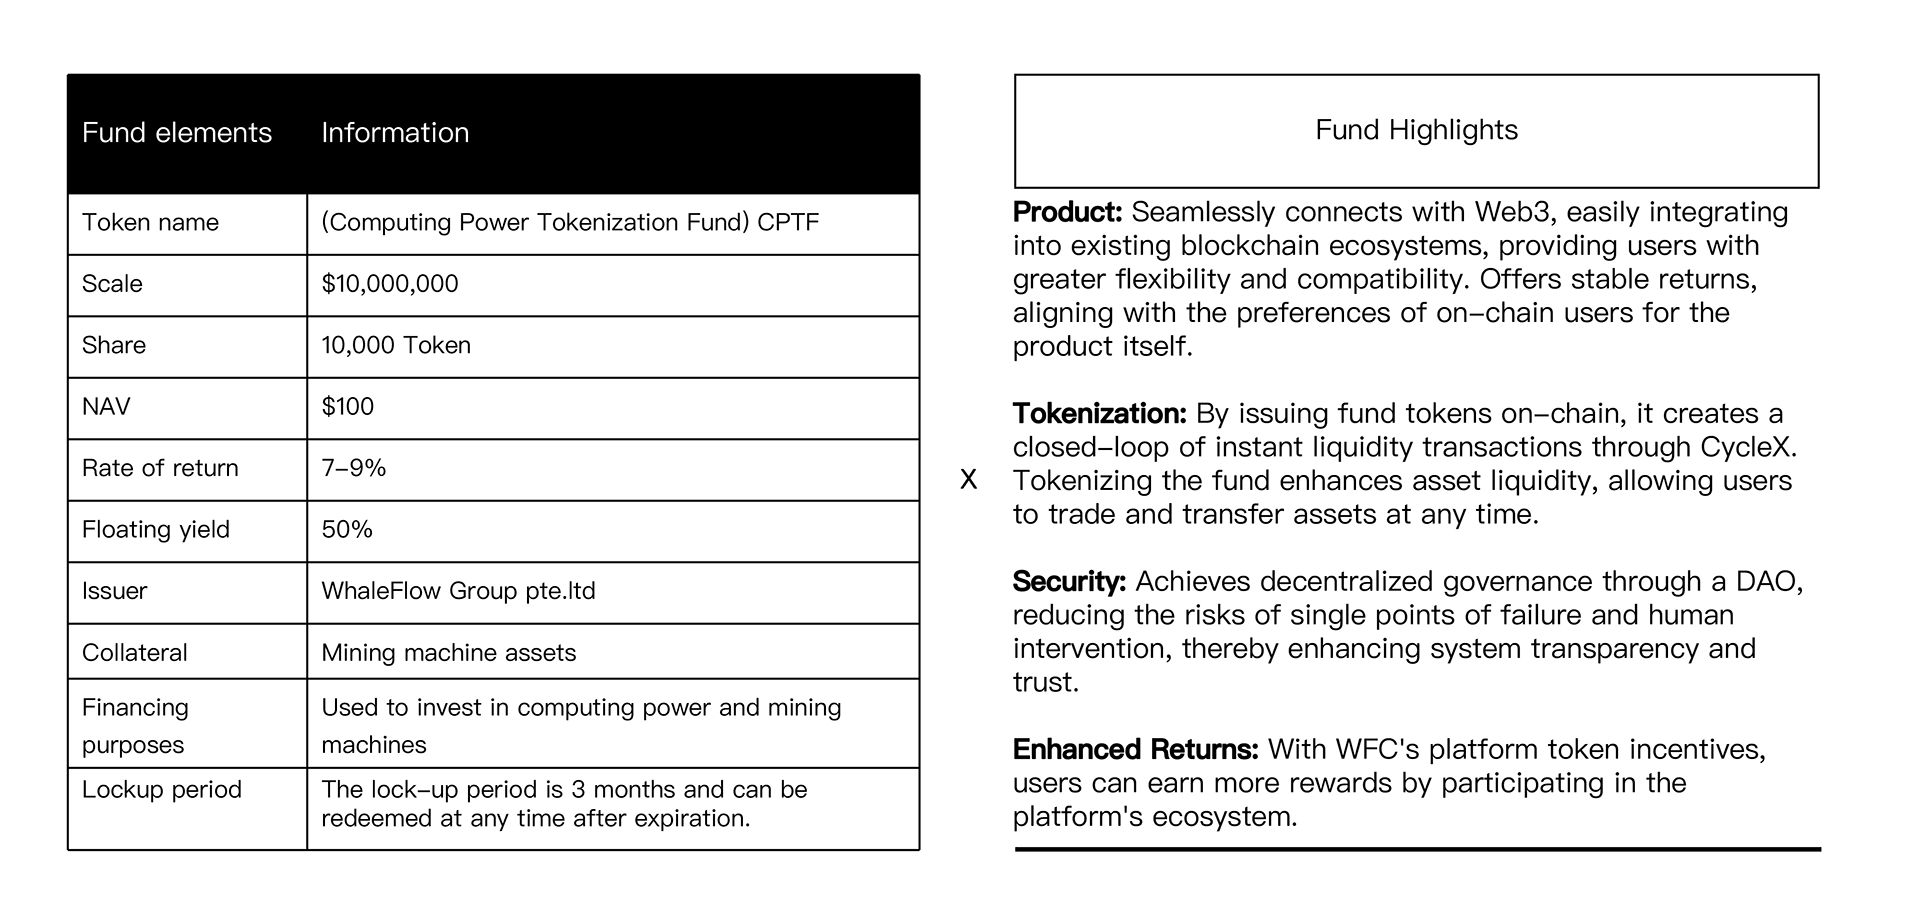 Fund elements Information
Token name (Computing Power Tokenization Fund) CPTF
Scale $10,000,000
Share 10,000 Token
NAV $100
Rate of return 7–9%
Floating yield 50%
Issuer WhaleFlow Group pte.ltd
Collateral Mining machine assets
Financing Used to invest in computing power and mining
purposes machines
Lockup period The lock–up period is 3 months and can be
redeemed at any time after expiration.
X
Fund Highlights
Product: Seamlessly connects with Web3, easily integrating
into existing blockchain ecosystems, providing users with
greater flexibility and compatibility. Offers stable returns,
aligning with the preferences of on–chain users for the
product itself.
Tokenization: By issuing fund tokens on–chain, it creates a
closed–loop of instant liquidity transactions through CycleX.
Tokenizing the fund enhances asset liquidity, allowing users
to trade and transfer assets at any time.
Security: Achieves decentralized governance through a DAO,
reducing the risks of single points of failure and human
intervention, thereby enhancing system transparency and
trust.
Enhanced Returns: With WFC's platform token incentives,
users can earn more rewards by participating in the
platform's ecosystem.